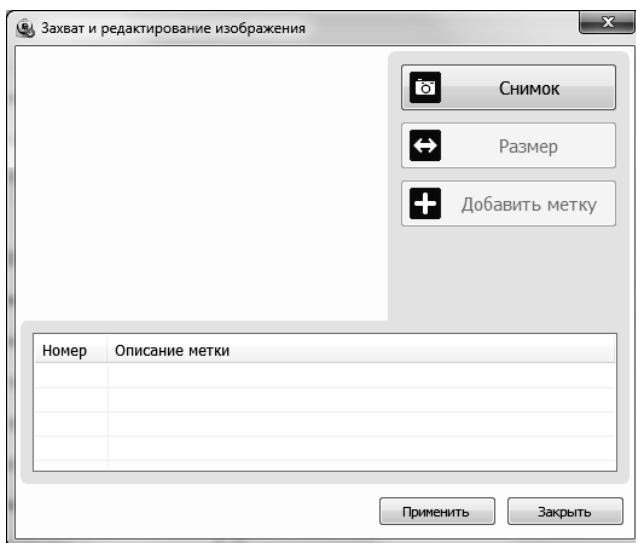 Захват и редактирование изображения
Снимок
Размер
Добавить метку
Номер Описание метки
Применить Закрыть